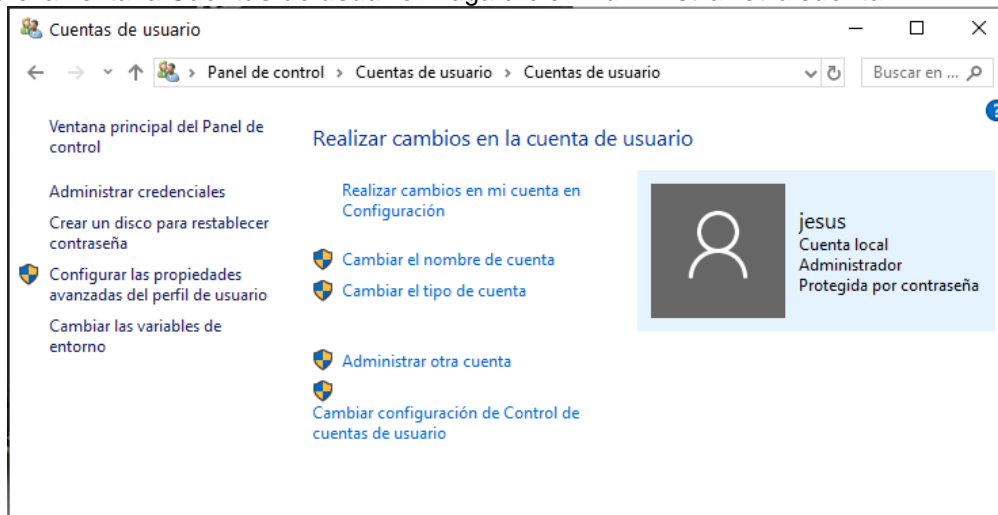 Cuentas de usuario
Panel de control > Cuentas de usuario > Cuentas de usuario
Buscar en ...
Ventana principal del Panel de
control
Administrar credenciales
Crear un disco para restablecer
contraseña
Configurar las propiedades
avanzadas del perfil de usuario
Cambiar las variables de
entorno
Realizar cambios en la cuenta de usuario
Realizar cambios en mi cuenta en
Configuración
Cambiar el nombre de cuenta
Cambiar el tipo de cuenta
Administrar otra cuenta
Cambiar configuración de Control de
cuentas de usuario
jesus
Cuenta local
Administrador
Protegida por contraseña